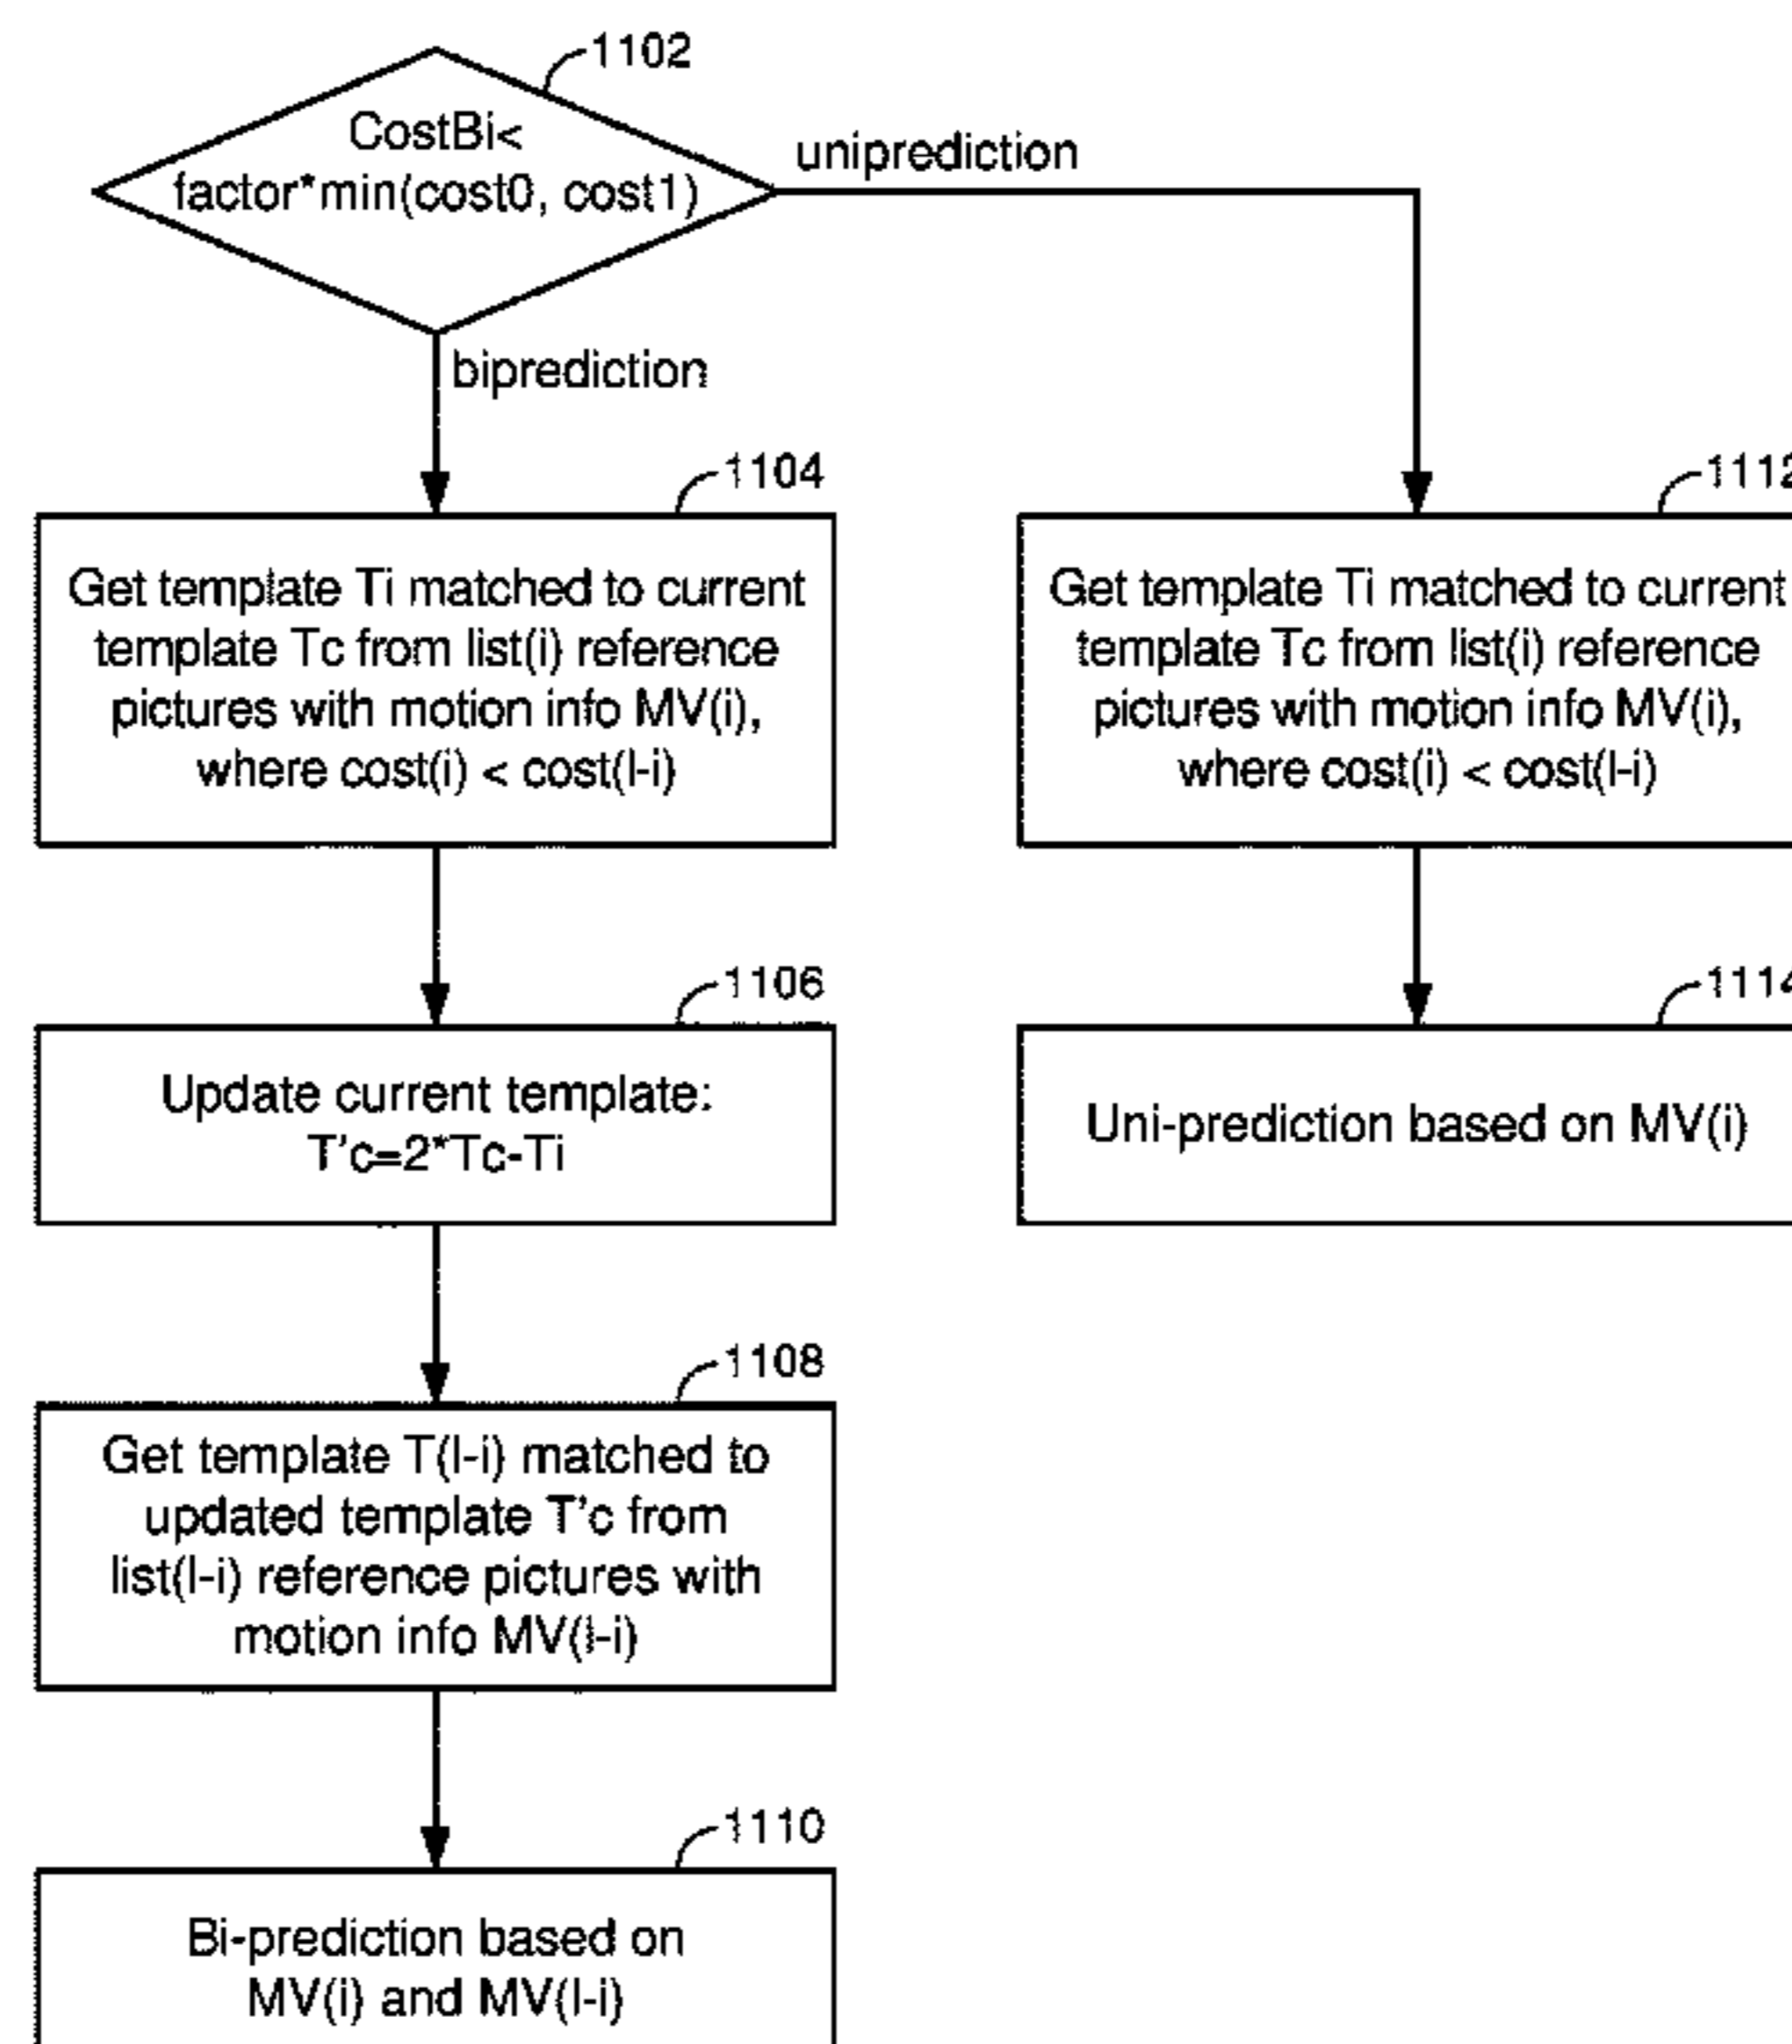 1102
CostBi<
factor*min(cost0, cost1)
uniprediction
biprediction
1104
Get template Ti matched to current
template Tc from list(i) reference
pictures with motion info MV(i),
where cost(i) < cost(l-i)
1106
Update current template:
T'c=2*Tc-Ti
1108
Get template T(l-i) matched to
updated template T'c from
list(l-i) reference pictures with
motion info MV(l-i)
1110
Bi-prediction based on
MV(i) and MV(l-i)
1112
Get template Ti matched to current
template Tc from list(i) reference
pictures with motion info MV(i),
where cost(i) < cost(l-i)
1114
Uni-prediction based on MV(i)